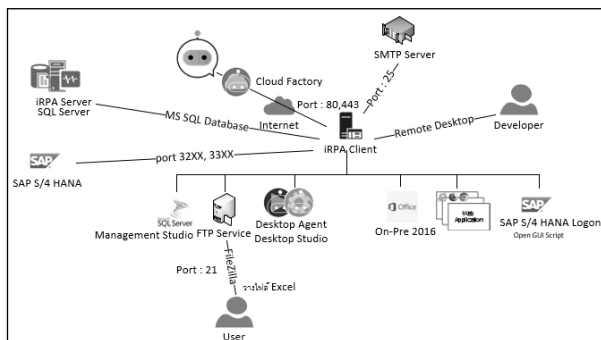 SMTP Server
Cloud Factory
Port : 80,443
Port : 25
iRPA Server
SQL Server
MS SQL Database
Internet
iRPA Client
Remote Desktop
Developer
SAP
SAP S/4 HANA
port 32XX, 33XX
SQL Server
Management Studio
FTP Service
Desktop Agent
Desktop Studio
Office
On-Pre 2016
Web
Application
SAP
SAP S/4 HANA Logon
Open GUI Script
Port : 21
FileZilla
วางไฟล์ Excel
User